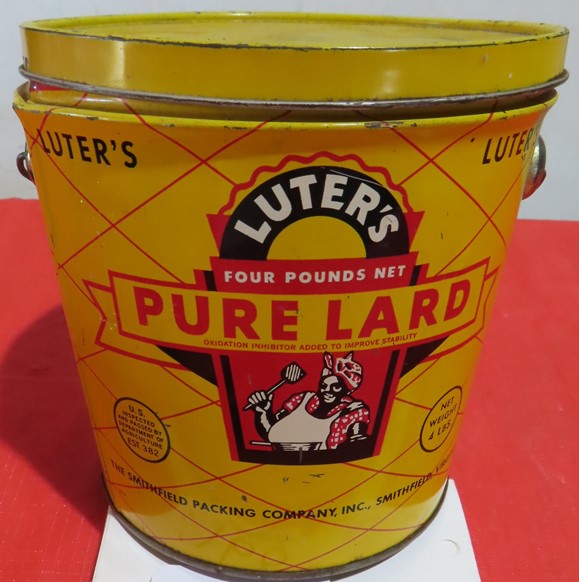 LUTER'S
LUTER'S
LUTER'S
FOUR POUNDS NET
PURE LARD
OXIDATION INHIBITOR ADDED TO IMPROVE STABILITY
U.S.
INSPECTED
AND PASSED BY
DEPARTMENT OF
AGRICULTURE
EST. 382
NET
WEIGHT
4 LBS.
THE SMITHFIELD PACKING COMPANY, INC., SMITHFIELD,